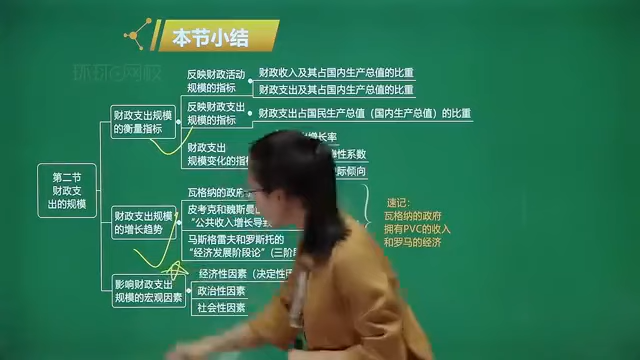 本节小结
环球网校
反映财政活动
规模的指标
财政收入及其占国内生产总值的比重
财政支出及其占国内生产总值的比重
财政支出规模
的衡量指标
反映财政支出
规模的指标
财政支出占国民生产总值（国内生产总值）的比重
财政支出
规模变化的指
增长率
性系数
际倾向
第二节
财政支
出的规模
财政支出规模
的增长趋势
瓦格纳的政府
皮考克和魏斯曼
“公共收入增长导
马斯格雷夫和罗斯托的
“经济发展阶段论”（三阶
速记：
瓦格纳的政府
拥有PVC的收入
和罗马的经济
影响财政支出
规模的宏观因素
经济性因素（决定性
政治性因素
社会性因素